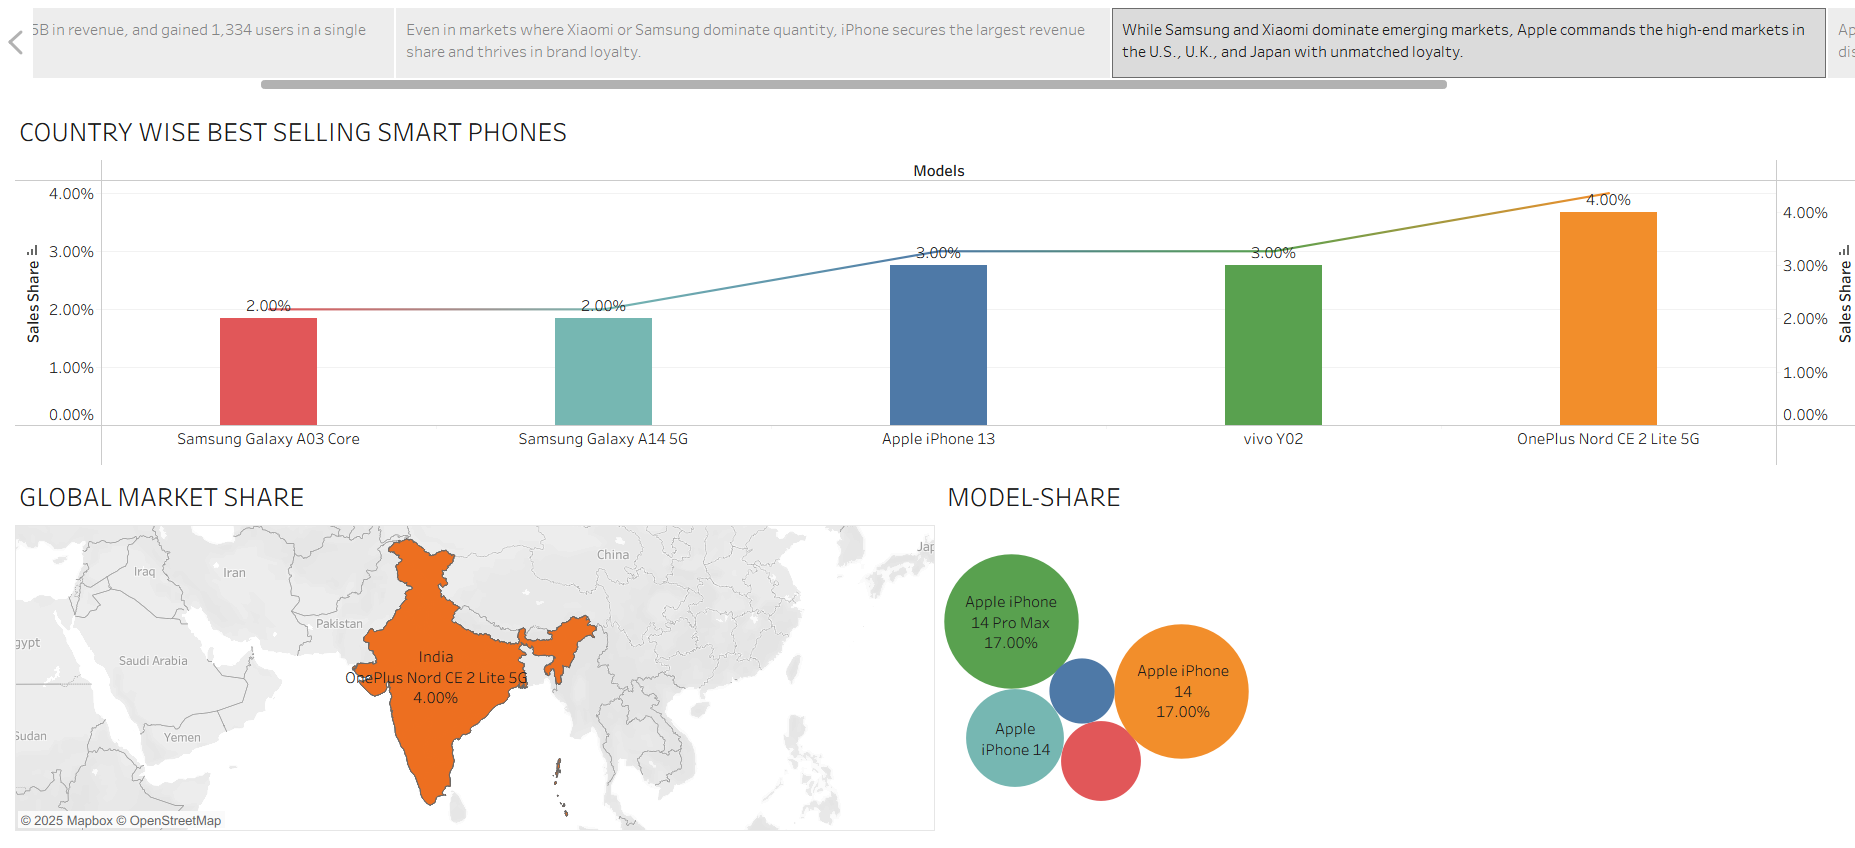 5B in revenue, and gained 1,334 users in a single
Even in markets where Xiaomi or Samsung dominate quantity, iPhone secures the largest revenue
share and thrives in brand loyalty.
While Samsung and Xiaomi dominate emerging markets, Apple commands the high-end markets in
the U.S., U.K., and Japan with unmatched loyalty.
Ap
dis
COUNTRY WISE BEST SELLING SMART PHONES
Models
Sales Share
4.00%
3.00%
2.00%
1.00%
0.00%
2.00%
2.00%
3.00%
3.00%
4.00%
4.00%
3.00%
2.00%
1.00%
0.00%
Sales Share
Samsung Galaxy A03 Core
Samsung Galaxy A14 5G
Apple iPhone 13
vivo Y02
OnePlus Nord CE 2 Lite 5G
GLOBAL MARKET SHARE
Iraq
Iran
Pakistan
China
Jap
gypt
Saudi Arabia
Sudan
Yemen
India
OnePlus Nord CE 2 Lite 5G
4.00%
© 2025 Mapbox © OpenStreetMap
MODEL-SHARE
Apple iPhone
14 Pro Max
17.00%
Apple iPhone
14
17.00%
Apple
iPhone 14